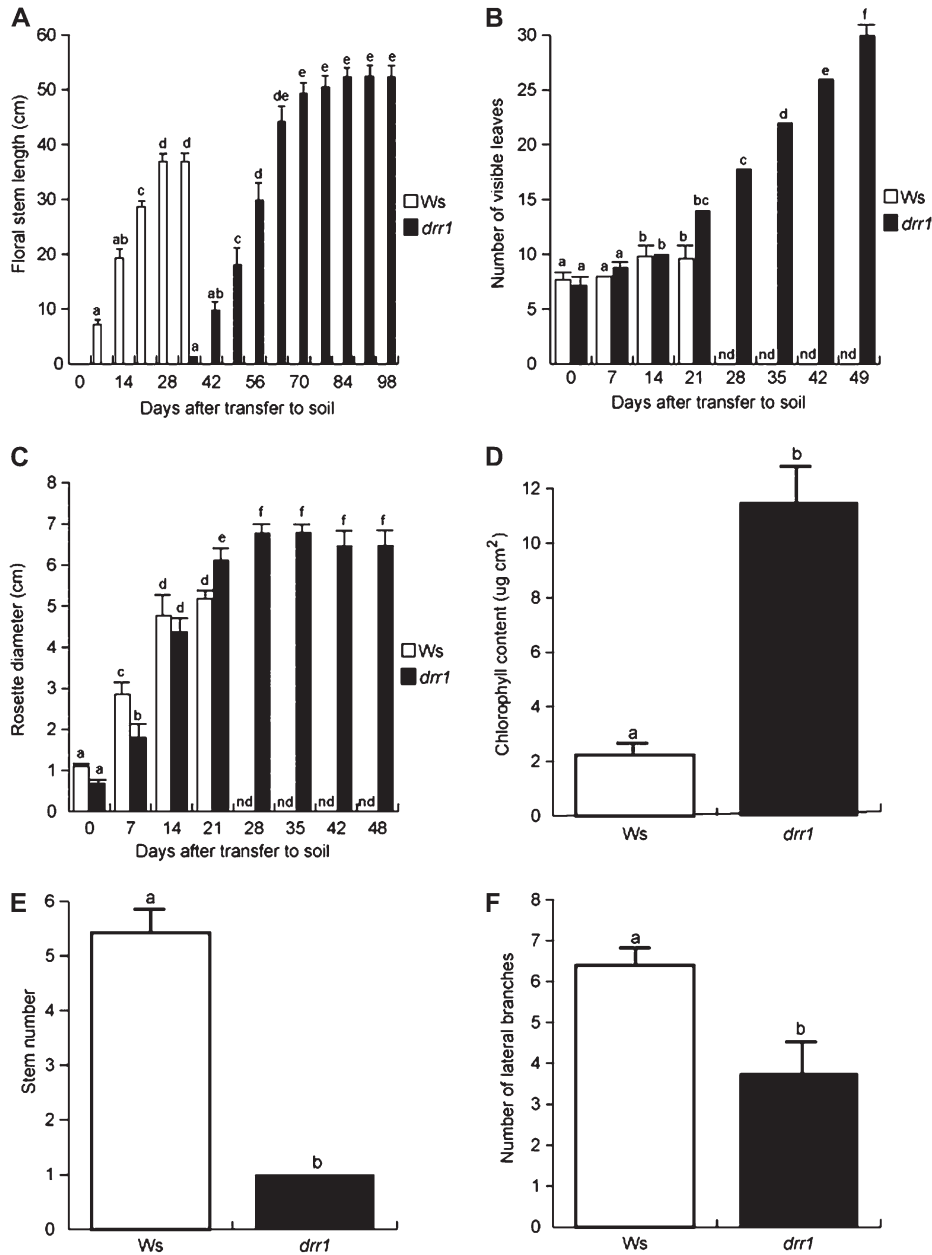 A
Floral stem length (cm)
60
50
40
30
20
10
0
a
ab
c
d
d
a
ab
c
d
de
e
e
e
e
e
0 14 28 42 56 70 84 98
Days after transfer to soil
Ws
drr1
B
Number of visible leaves
30
25
20
15
10
5
0
a a a a b b b bc c d e f
nd nd nd nd
0 7 14 21 28 35 42 49
Days after transfer to soil
Ws
drr1
C
Rosette diameter (cm)
8
7
6
5
4
3
2
1
0
a a c b d d d e f f f f
nd nd nd nd
0 7 14 21 28 35 42 48
Days after transfer to soil
Ws
drr1
D
Chlorophyll content (ug cm²)
12
10
8
6
4
2
0
a
b
Ws drr1
E
Stem number
6
5
4
3
2
1
0
a
b
Ws drr1
F
Number of lateral branches
8
7
6
5
4
3
2
1
0
a
b
Ws drr1